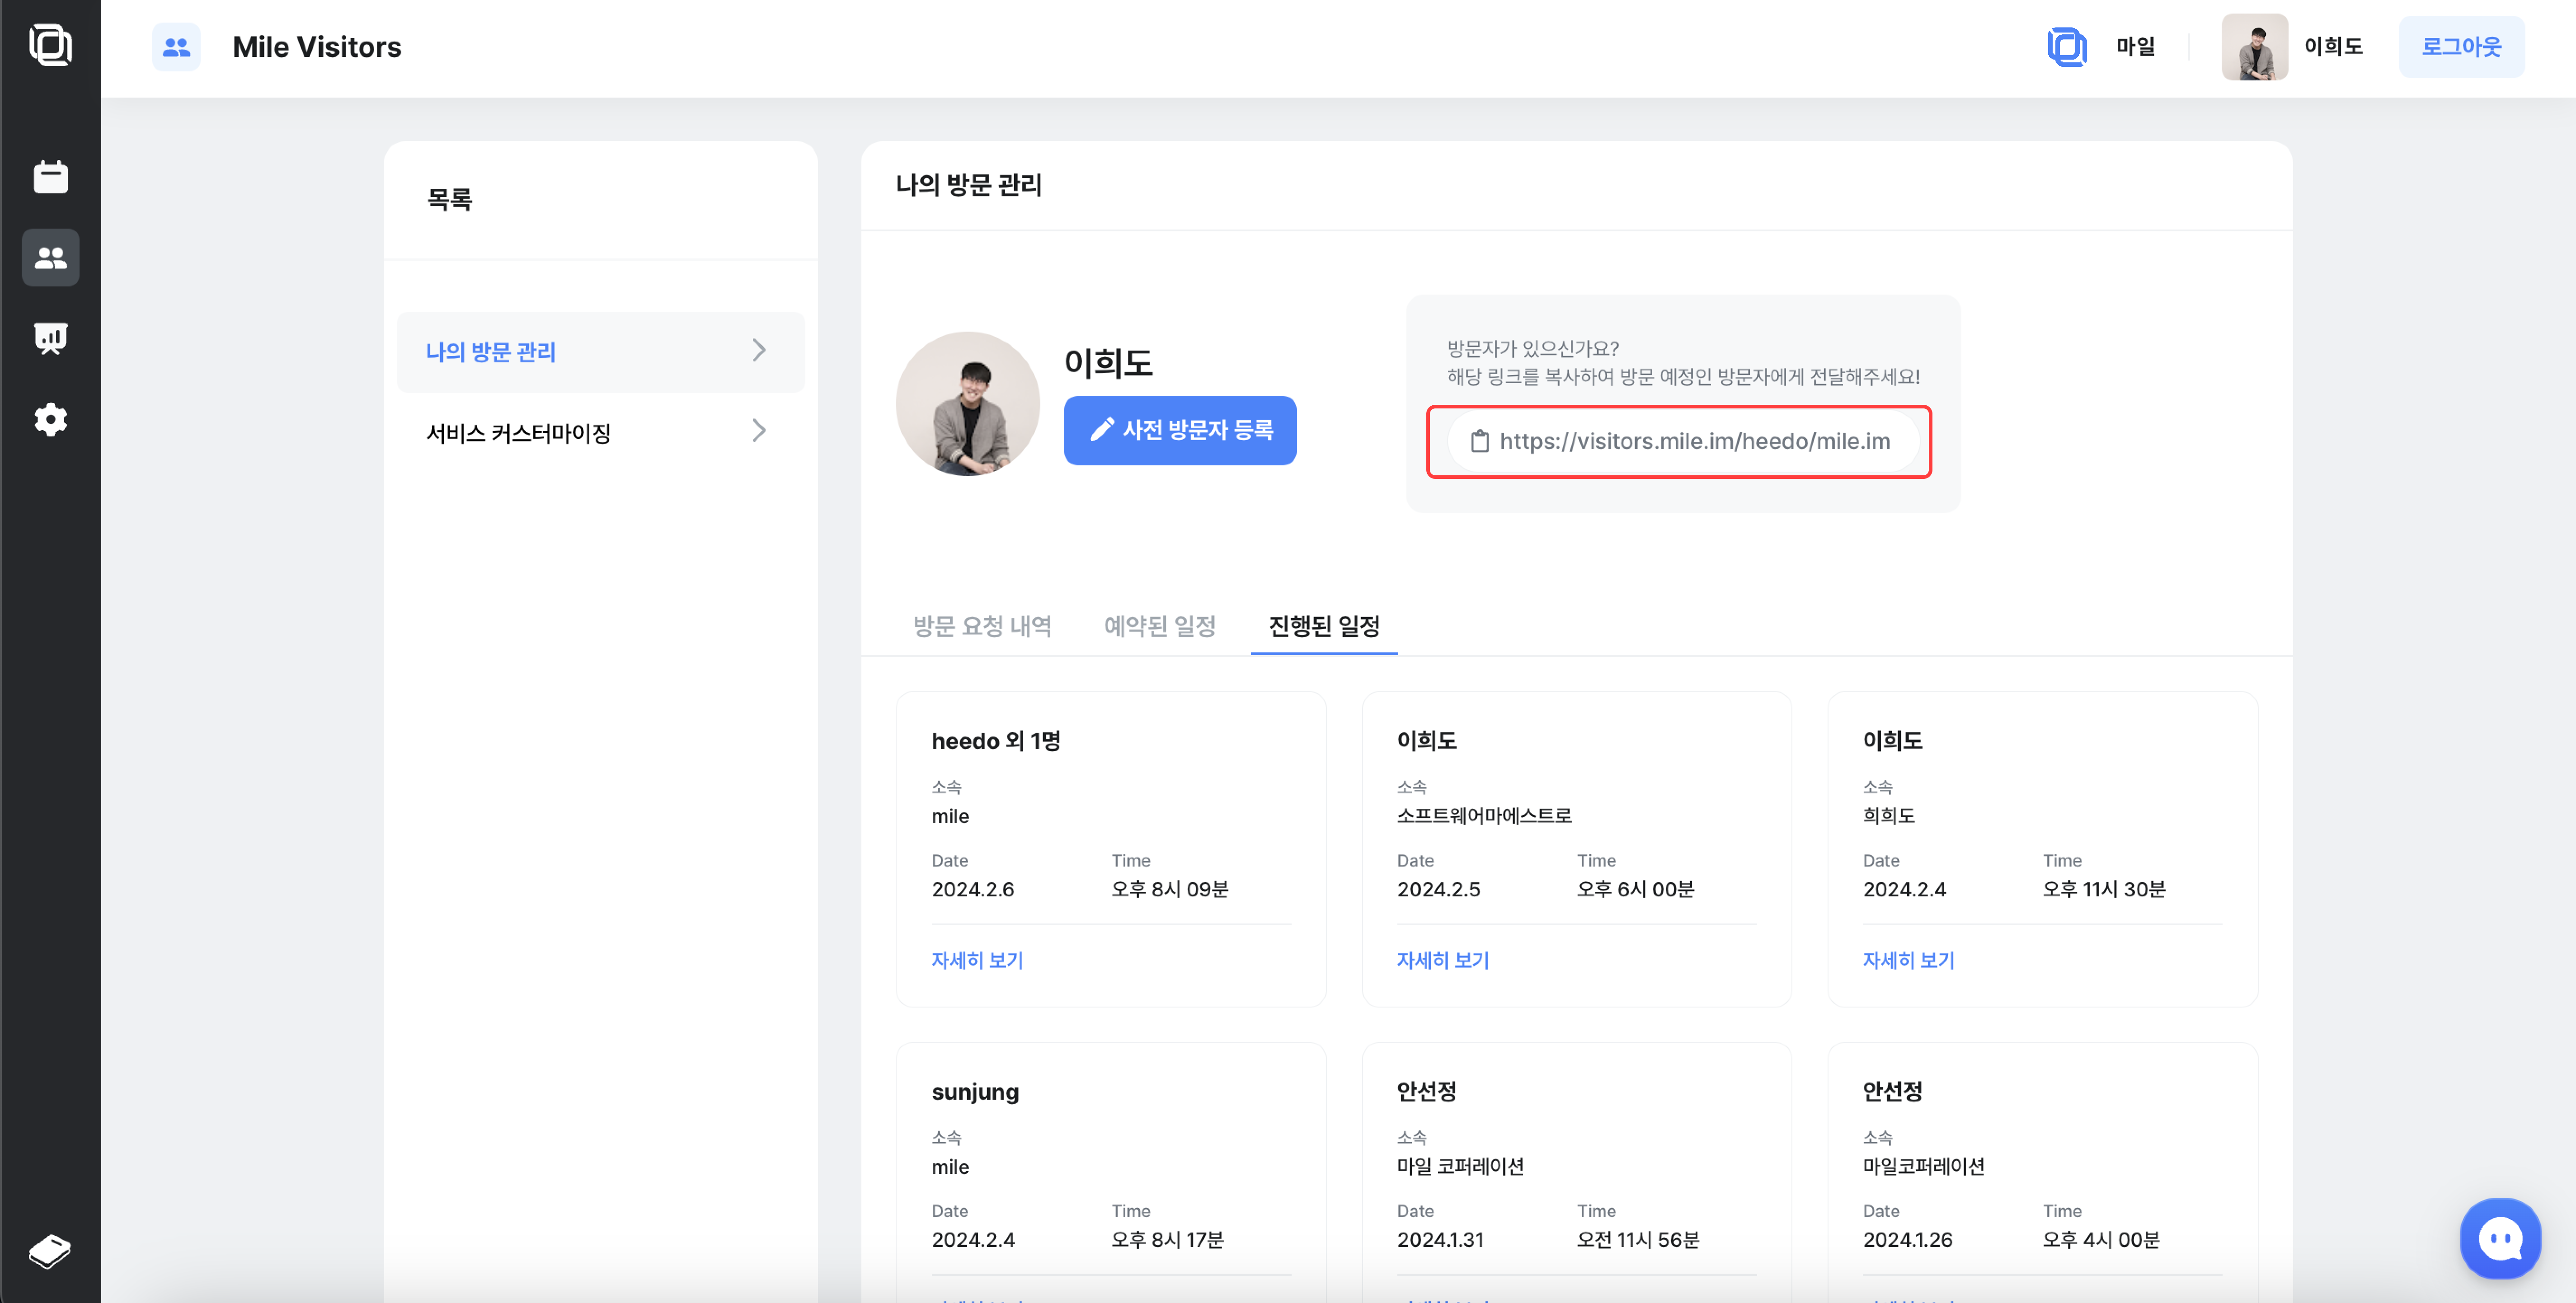 Mile Visitors
마일
이희도
로그아웃
목록
나의 방문 관리
서비스 커스터마이징
나의 방문 관리
이희도
사전 방문자 등록
방문자가 있으신가요?
해당 링크를 복사하여 방문 예정인 방문자에게 전달해주세요!
https://visitors.mile.im/heedo/mile.im
방문 요청 내역
예약된 일정
진행된 일정
heedo 외 1명
소속
mile
Date Time
2024.2.6 오후 8시 09분
자세히 보기
이희도
소속
소프트웨어마에스트로
Date Time
2024.2.5 오후 6시 00분
자세히 보기
이희도
소속
희희도
Date Time
2024.2.4 오후 11시 30분
자세히 보기
sunjung
소속
mile
Date Time
2024.2.4 오후 8시 17분
안선정
소속
마일 코퍼레이션
Date Time
2024.1.31 오전 11시 56분
안선정
소속
마일코퍼레이션
Date Time
2024.1.26 오후 4시 00분